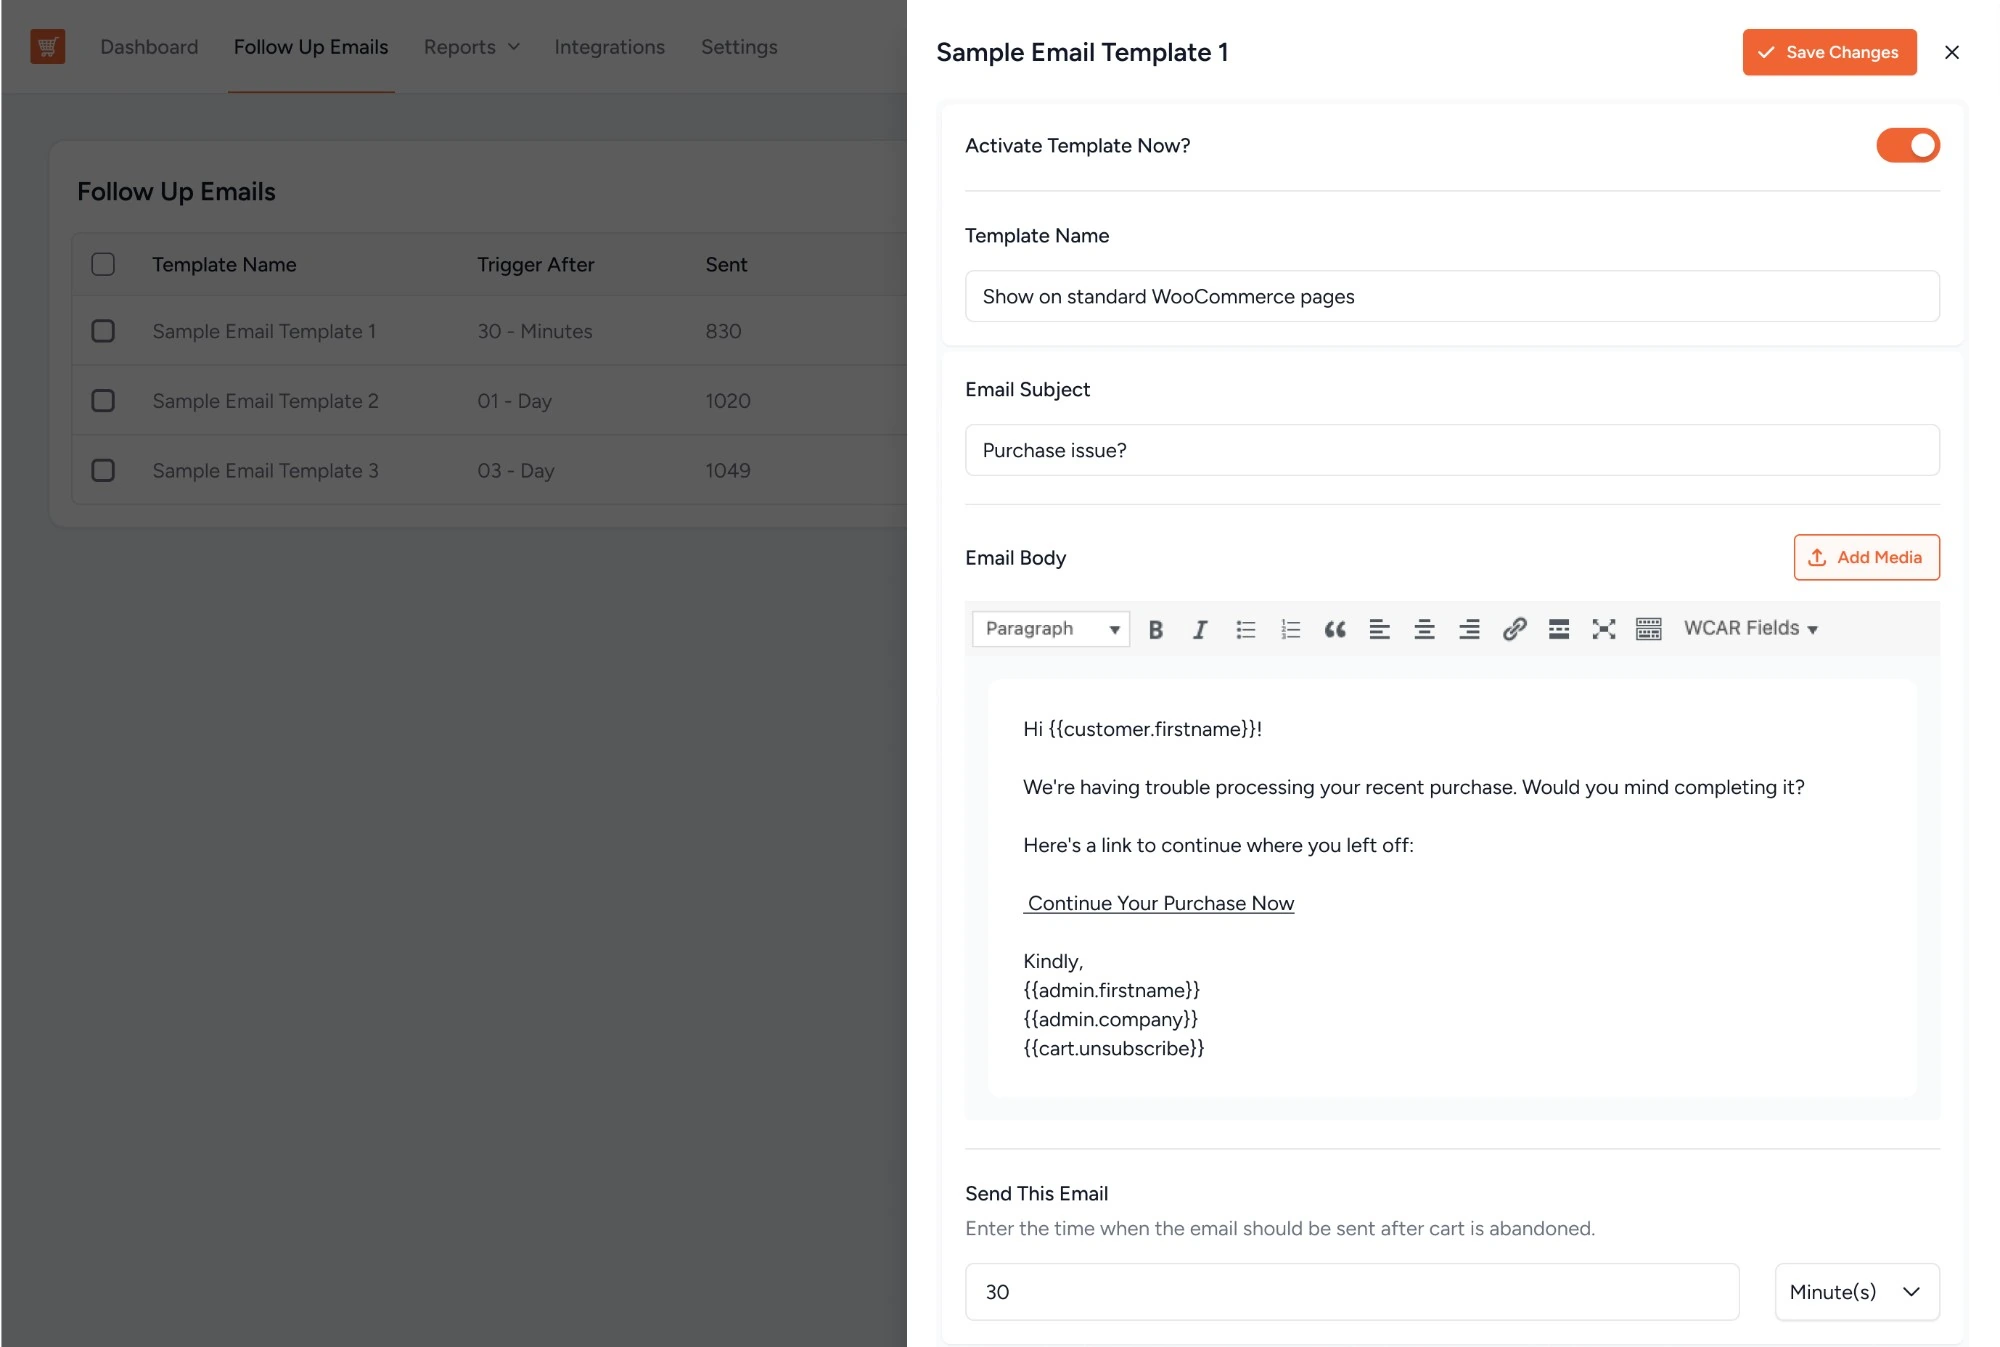 Dashboard
Follow Up Emails
Reports
Integrations
Settings
Follow Up Emails
Template Name Trigger After Sent
Sample Email Template 1 30 - Minutes 830
Sample Email Template 2 01 - Day 1020
Sample Email Template 3 03 - Day 1049
Sample Email Template 1
Save Changes
Activate Template Now?
Template Name
Show on standard WooCommerce pages
Email Subject
Purchase issue?
Email Body
Add Media
Paragraph
WCAR Fields
Hi {{customer.firstname}}!
We're having trouble processing your recent purchase. Would you mind completing it?
Here's a link to continue where you left off:
Continue Your Purchase Now
Kindly,
{{admin.firstname}}
{{admin.company}}
{{cart.unsubscribe}}
Send This Email
Enter the time when the email should be sent after cart is abandoned.
30
Minute(s)